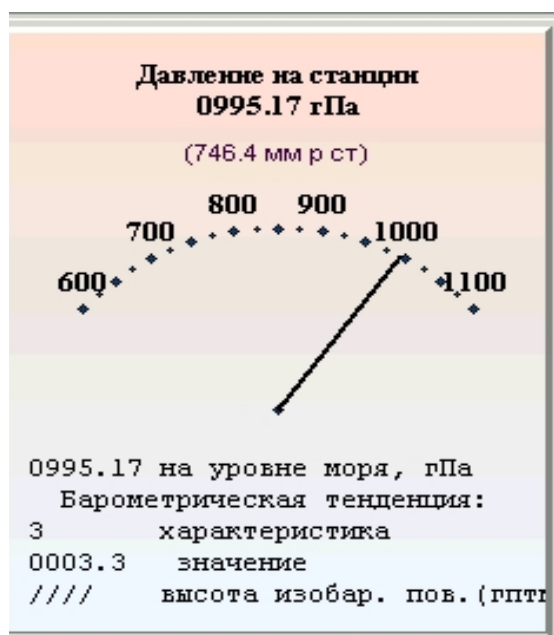 Давление на станции
0995.17 гПа
(746.4 мм р ст)
800 900
700 1000
600 1100
0995.17 на уровне моря, гПа
Барометрическая тенденция:
3 характеристика
0003.3 значение
//// высота изобар. пов.(гпт